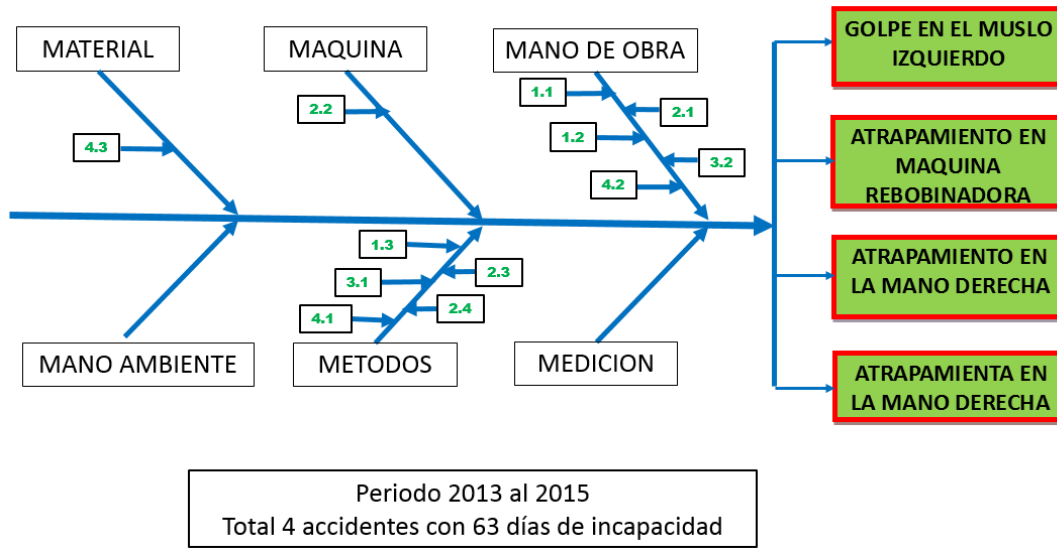 MATERIAL
MAQUINA
MANO DE OBRA
4.3
2.2
1.1
2.1
1.2
3.2
4.2
1.3
2.3
3.1
2.4
4.1
MANO AMBIENTE
METODOS
MEDICION
GOLPE EN EL MUSLO
IZQUIERDO
ATRAPAMIENTO EN
MAQUINA
REBOBINADORA
ATRAPAMIENTO EN
LA MANO DERECHA
ATRAPAMIENTA EN
LA MANO DERECHA
Periodo 2013 al 2015
Total 4 accidentes con 63 días de incapacidad